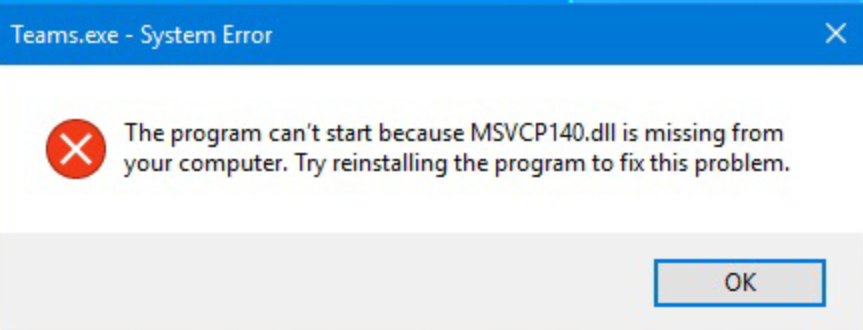 Teams.exe - System Error
The program can't start because MSVCP140.dll is missing from
your computer. Try reinstalling the program to fix this problem.
OK